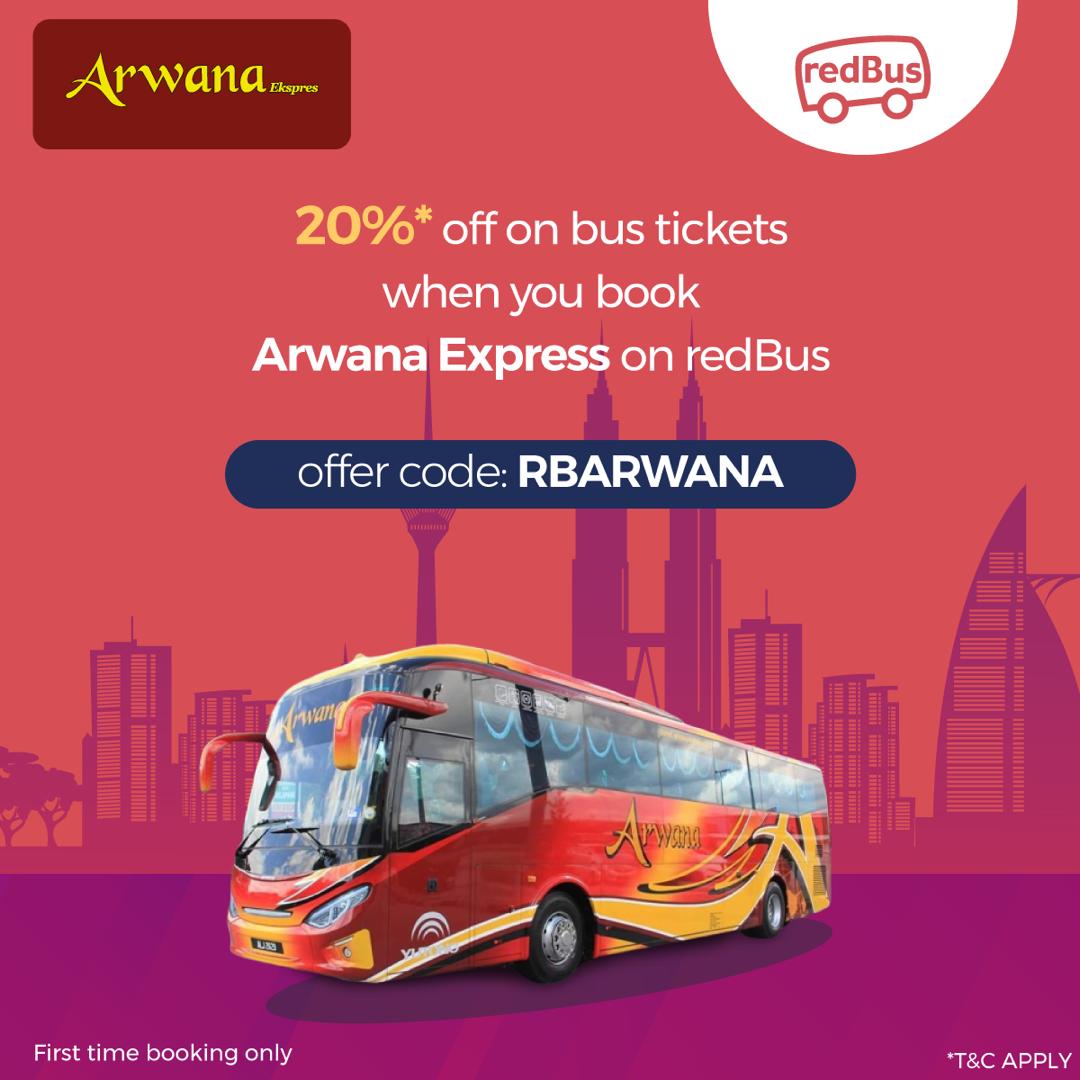 Arwana Ekspres
redBus
20%* off on bus tickets
when you book
Arwana Express on redBus
offer code: RBARWANA
Arwana
Arwana
First time booking only
*T&C APPLY